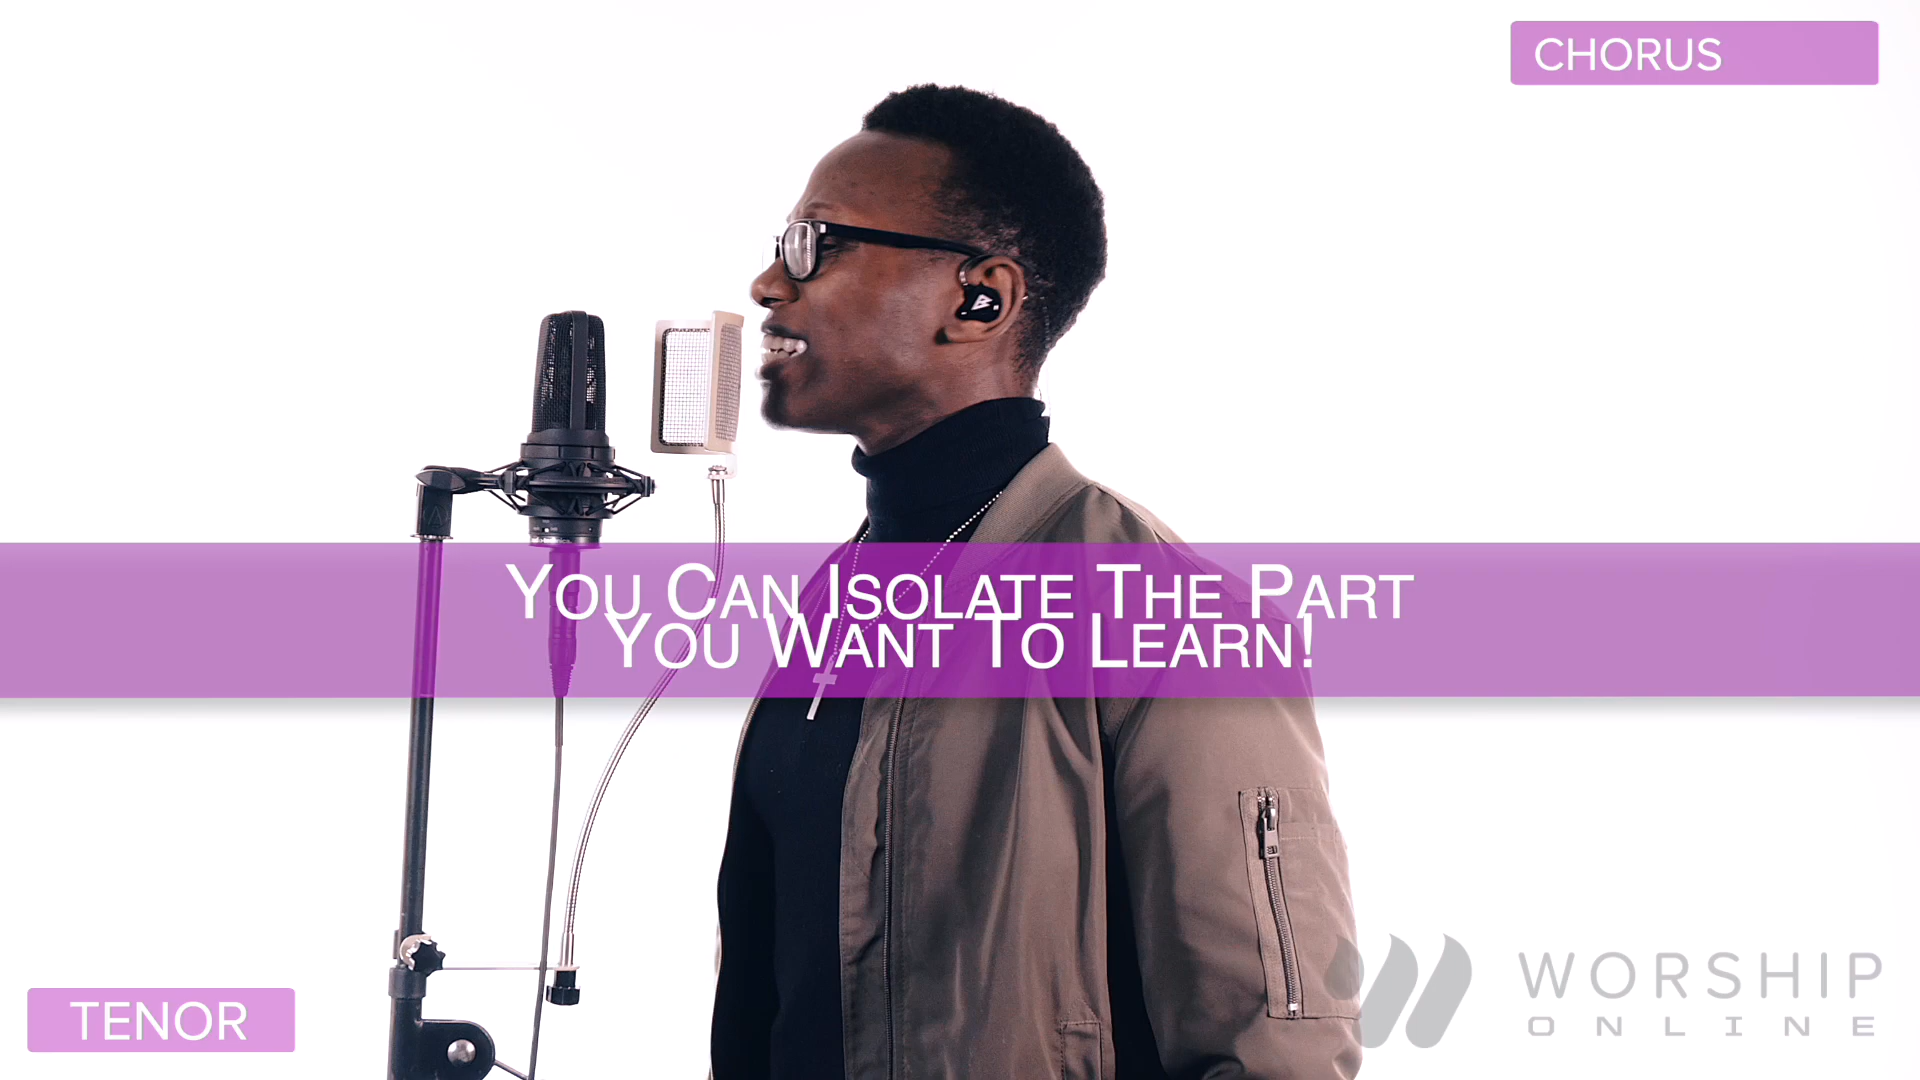 CHORUS
YOU CAN ISOLATE THE PART
YOU WANT TO LEARN!
TENOR
WORSHIP
ONLINE